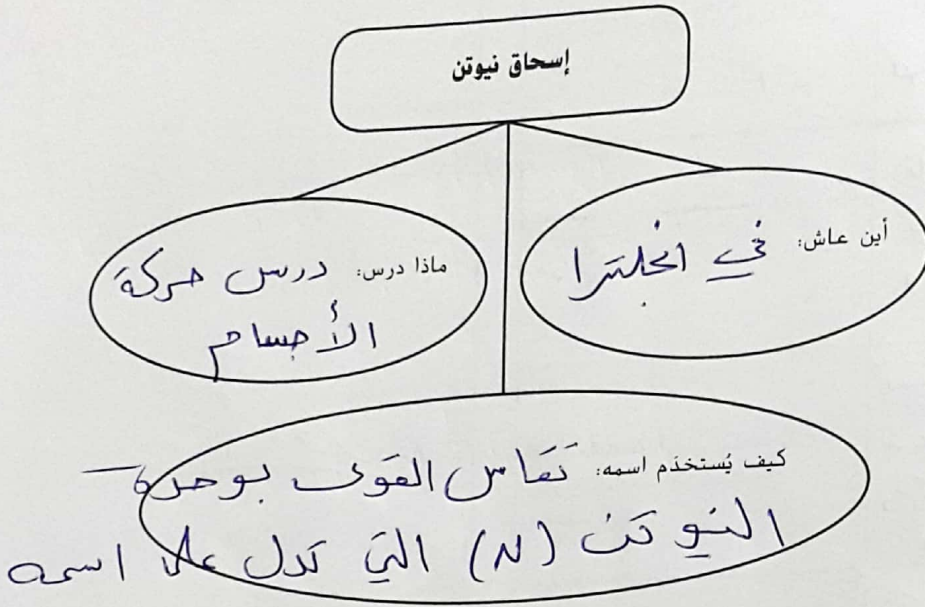 إسحاق نيوتن
أين عاش: في انجلترا
ماذا درس: درس حركة
الأجسام
كيف يُستخدَم اسمه: تقاس القوى بوحدة
النيوتن (N) التي تدل على اسمه